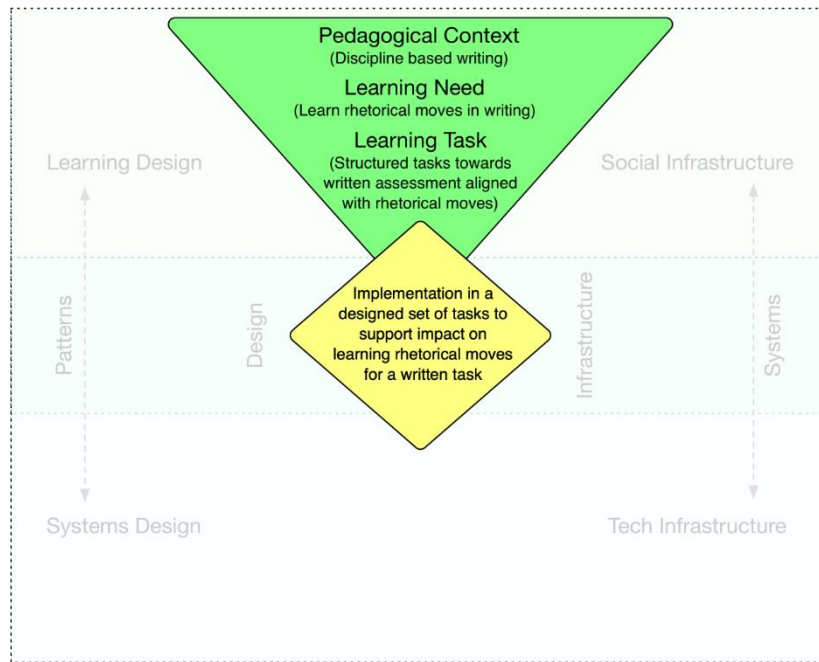 Pedagogical Context
(Discipline based writing)
Learning Need
(Learn rhetorical moves in writing)
Learning Task
(Structured tasks towards
written assessment aligned
with rhetorical moves)
Learning Design
Social Infrastructure
Patterns
Design
Implementation in a
designed set of tasks to
support impact on
learning rhetorical moves
for a written task
Infrastructure
Systems
Systems Design
Tech Infrastructure